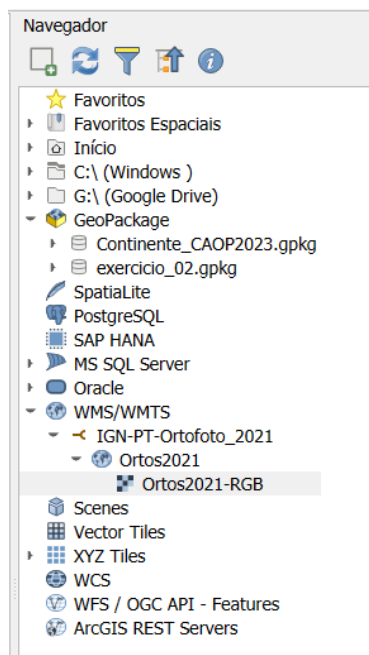 Navegador
Favoritos
Favoritos Espaciais
Início
C:\ (Windows )
G:\ (Google Drive)
GeoPackage
Continente_CAOP2023.gpkg
exercicio_02.gpkg
SpatiaLite
PostgreSQL
SAP HANA
MS SQL Server
Oracle
WMS/WMTS
IGN-PT-Ortofoto_2021
Ortos2021
Ortos2021-RGB
Scenes
Vector Tiles
XYZ Tiles
WCS
WFS / OGC API - Features
ArcGIS REST Servers